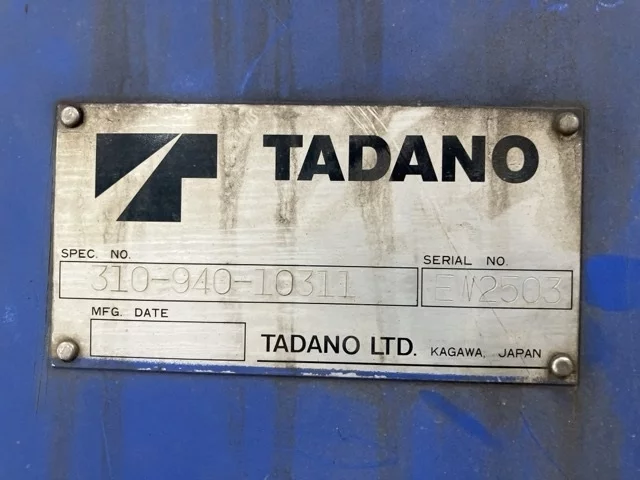 TADANO
SPEC. NO.
310-940-10311
SERIAL NO.
EW2503
MFG. DATE
TADANO LTD. KAGAWA, JAPAN